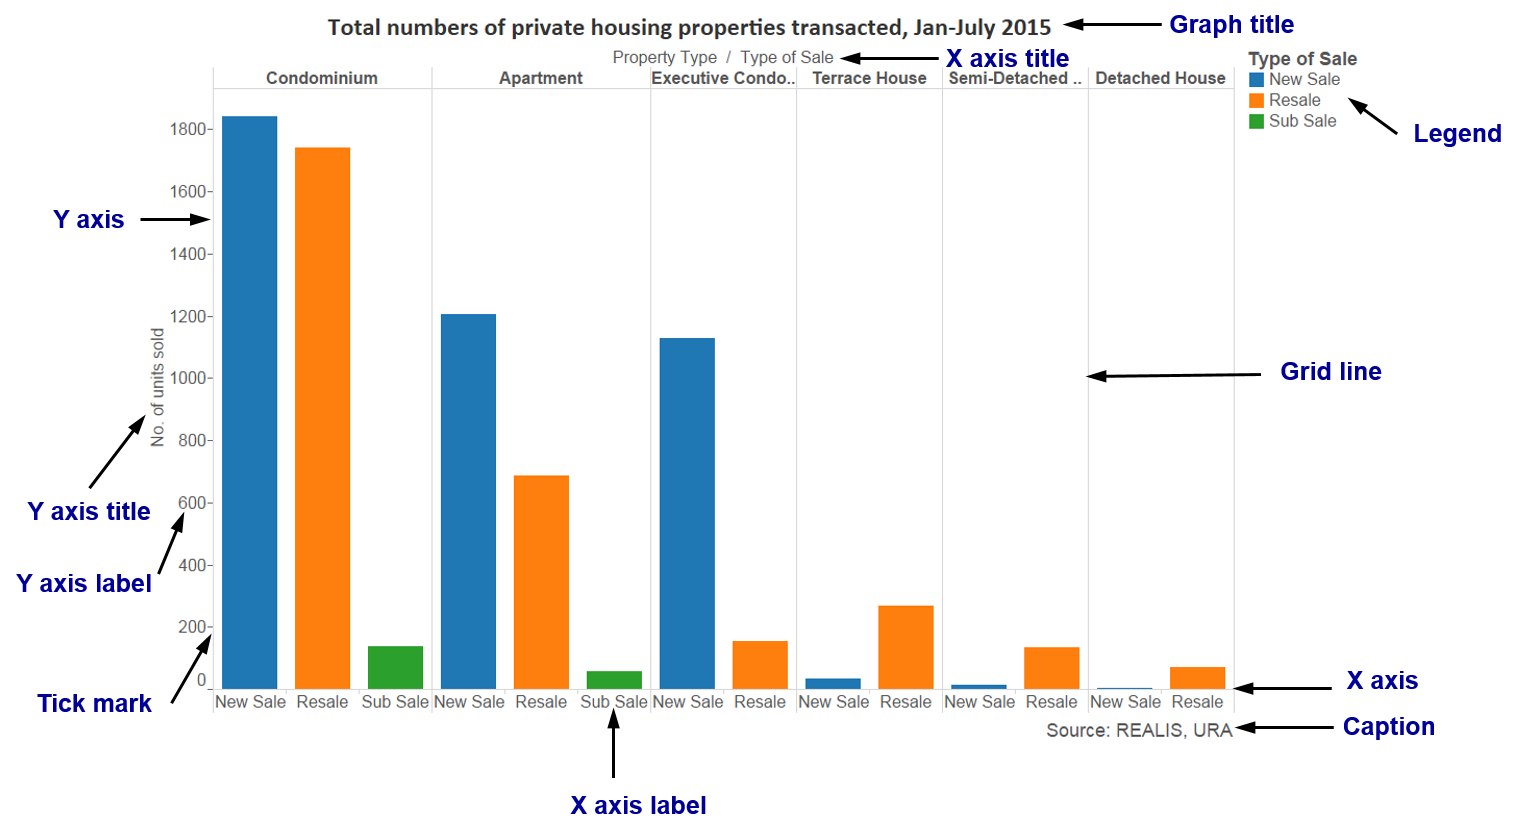 Total numbers of private housing properties transacted, Jan-July 2015
Graph title
Property Type / Type of Sale
X axis title
Condominium
Apartment
Executive Condo..
Terrace House
Semi-Detached ..
Detached House
Type of Sale
New Sale
Resale
Sub Sale
Legend
1800
1600
1400
1200
1000
800
600
400
200
0
No. of units sold
Y axis
Y axis title
Y axis label
Tick mark
Grid line
New Sale Resale Sub Sale New Sale Resale Sub Sale New Sale Resale New Sale Resale New Sale Resale New Sale Resale
X axis
Source: REALIS, URA
Caption
X axis label